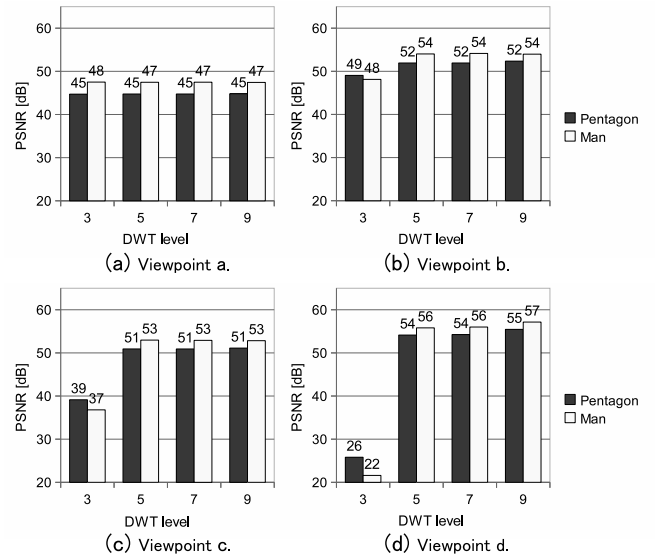 60
50
40
30
20
PSNR [dB]
45 48 45 47 45 47 45 47
3 5 7 9
DWT level
(a) Viewpoint a.
60
50
40
30
20
PSNR [dB]
49 48 52 54 52 54 52 54
3 5 7 9
DWT level
(b) Viewpoint b.
Pentagon
Man
60
50
40
30
20
PSNR [dB]
39 37 51 53 51 53 51 53
3 5 7 9
DWT level
(c) Viewpoint c.
60
50
40
30
20
PSNR [dB]
26 22 54 56 54 56 55 57
3 5 7 9
DWT level
(d) Viewpoint d.
Pentagon
Man